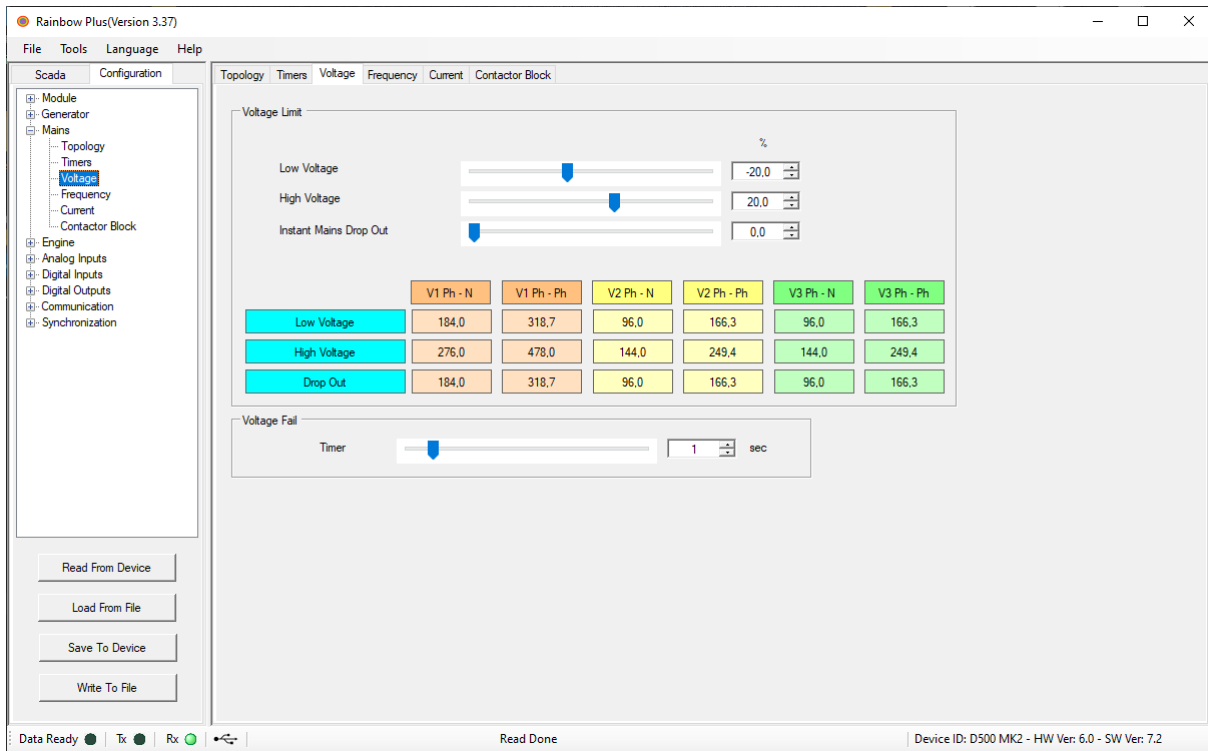 Rainbow Plus(Version 3.37)
File Tools Language Help
Scada Configuration
Module
Generator
Mains
Topology
Timers
Voltage
Frequency
Current
Contactor Block
Engine
Analog Inputs
Digital Inputs
Digital Outputs
Communication
Synchronization
Read From Device
Load From File
Save To Device
Write To File
Topology Timers Voltage Frequency Current Contactor Block
Voltage Limit
%
Low Voltage -20,0
High Voltage 20,0
Instant Mains Drop Out 0,0
V1 Ph - N V1 Ph - Ph V2 Ph - N V2 Ph - Ph V3 Ph - N V3 Ph - Ph
Low Voltage 184,0 318,7 96,0 166,3 96,0 166,3
High Voltage 276,0 478,0 144,0 249,4 144,0 249,4
Drop Out 184,0 318,7 96,0 166,3 96,0 166,3
Voltage Fail
Timer 1 sec
Data Ready Tx Rx Read Done Device ID: D500 MK2 - HW Ver: 6.0 - SW Ver: 7.2